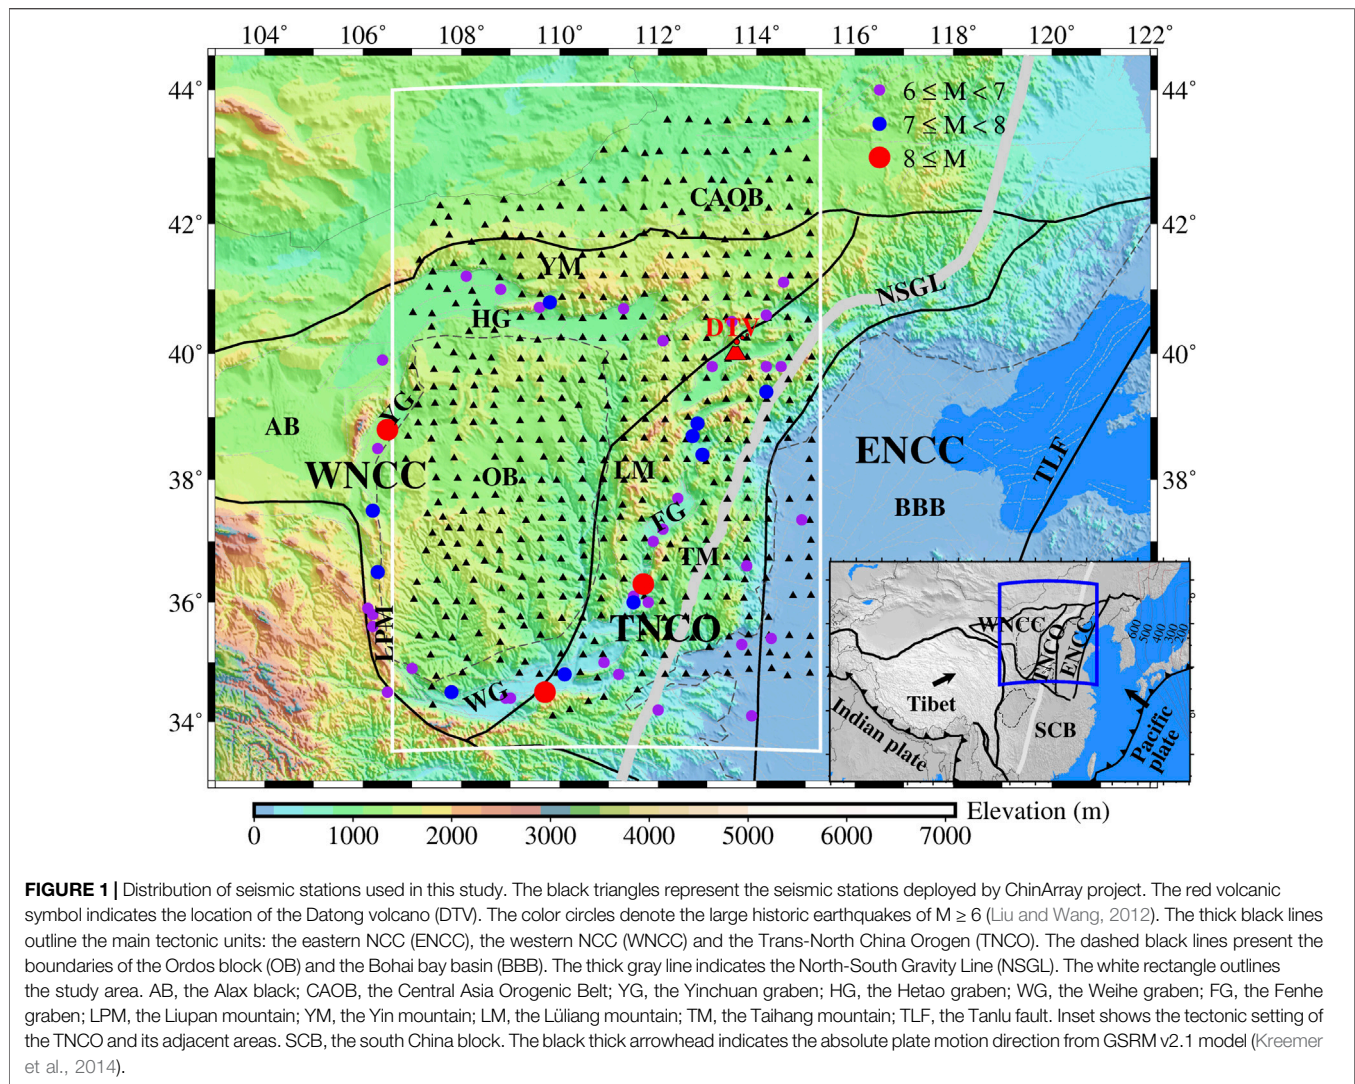 104° 106° 108° 110° 112° 114° 116° 118° 120° 122°
44° 44°
6 ≤ M < 7
7 ≤ M < 8
8 ≤ M
CAOB
42° 42°
YM
NSGL
HG
DTV
40° 40°
YG
AB
ENCC
WNCC
OB
LM
TLF
38° 38°
BBB
FG
TM
36°
TNCO
LPM
WG
34°
WNCC
TNCO
ENCC
600
500
400
300
200
Tibet
SCB
Indian plate
Pacific
plate
Elevation (m)
0 1000 2000 3000 4000 5000 6000 7000
FIGURE 1 | Distribution of seismic stations used in this study. The black triangles represent the seismic stations deployed by ChinArray project. The red volcanic
symbol indicates the location of the Datong volcano (DTV). The color circles denote the large historic earthquakes of M ≥ 6 (Liu and Wang, 2012). The thick black lines
outline the main tectonic units: the eastern NCC (ENCC), the western NCC (WNCC) and the Trans-North China Orogen (TNCO). The dashed black lines present the
boundaries of the Ordos block (OB) and the Bohai bay basin (BBB). The thick gray line indicates the North-South Gravity Line (NSGL). The white rectangle outlines
the study area. AB, the Alax black; CAOB, the Central Asia Orogenic Belt; YG, the Yinchuan graben; HG, the Hetao graben; WG, the Weihe graben; FG, the Fenhe
graben; LPM, the Liupan mountain; YM, the Yin mountain; LM, the Lüliang mountain; TM, the Taihang mountain; TLF, the Tanlu fault. Inset shows the tectonic setting of
the TNCO and its adjacent areas. SCB, the south China block. The black thick arrowhead indicates the absolute plate motion direction from GSRM v2.1 model (Kreemer
et al., 2014).